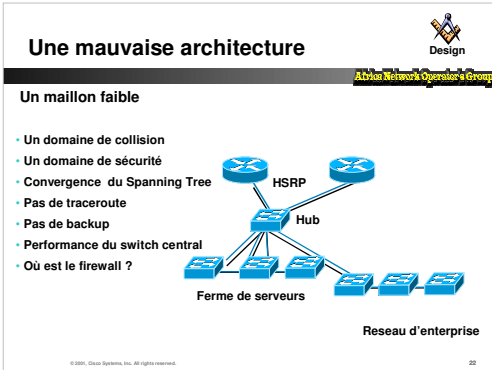 Une mauvaise architecture
Design
Africa Network Operators Group
Un maillon faible
• Un domaine de collision
• Un domaine de sécurité
• Convergence du Spanning Tree
• Pas de traceroute
• Pas de backup
• Performance du switch central
• Où est le firewall ?
HSRP
Hub
Ferme de serveurs
Reseau d'enterprise
© 2001, Cisco Systems, Inc. All rights reserved.
22